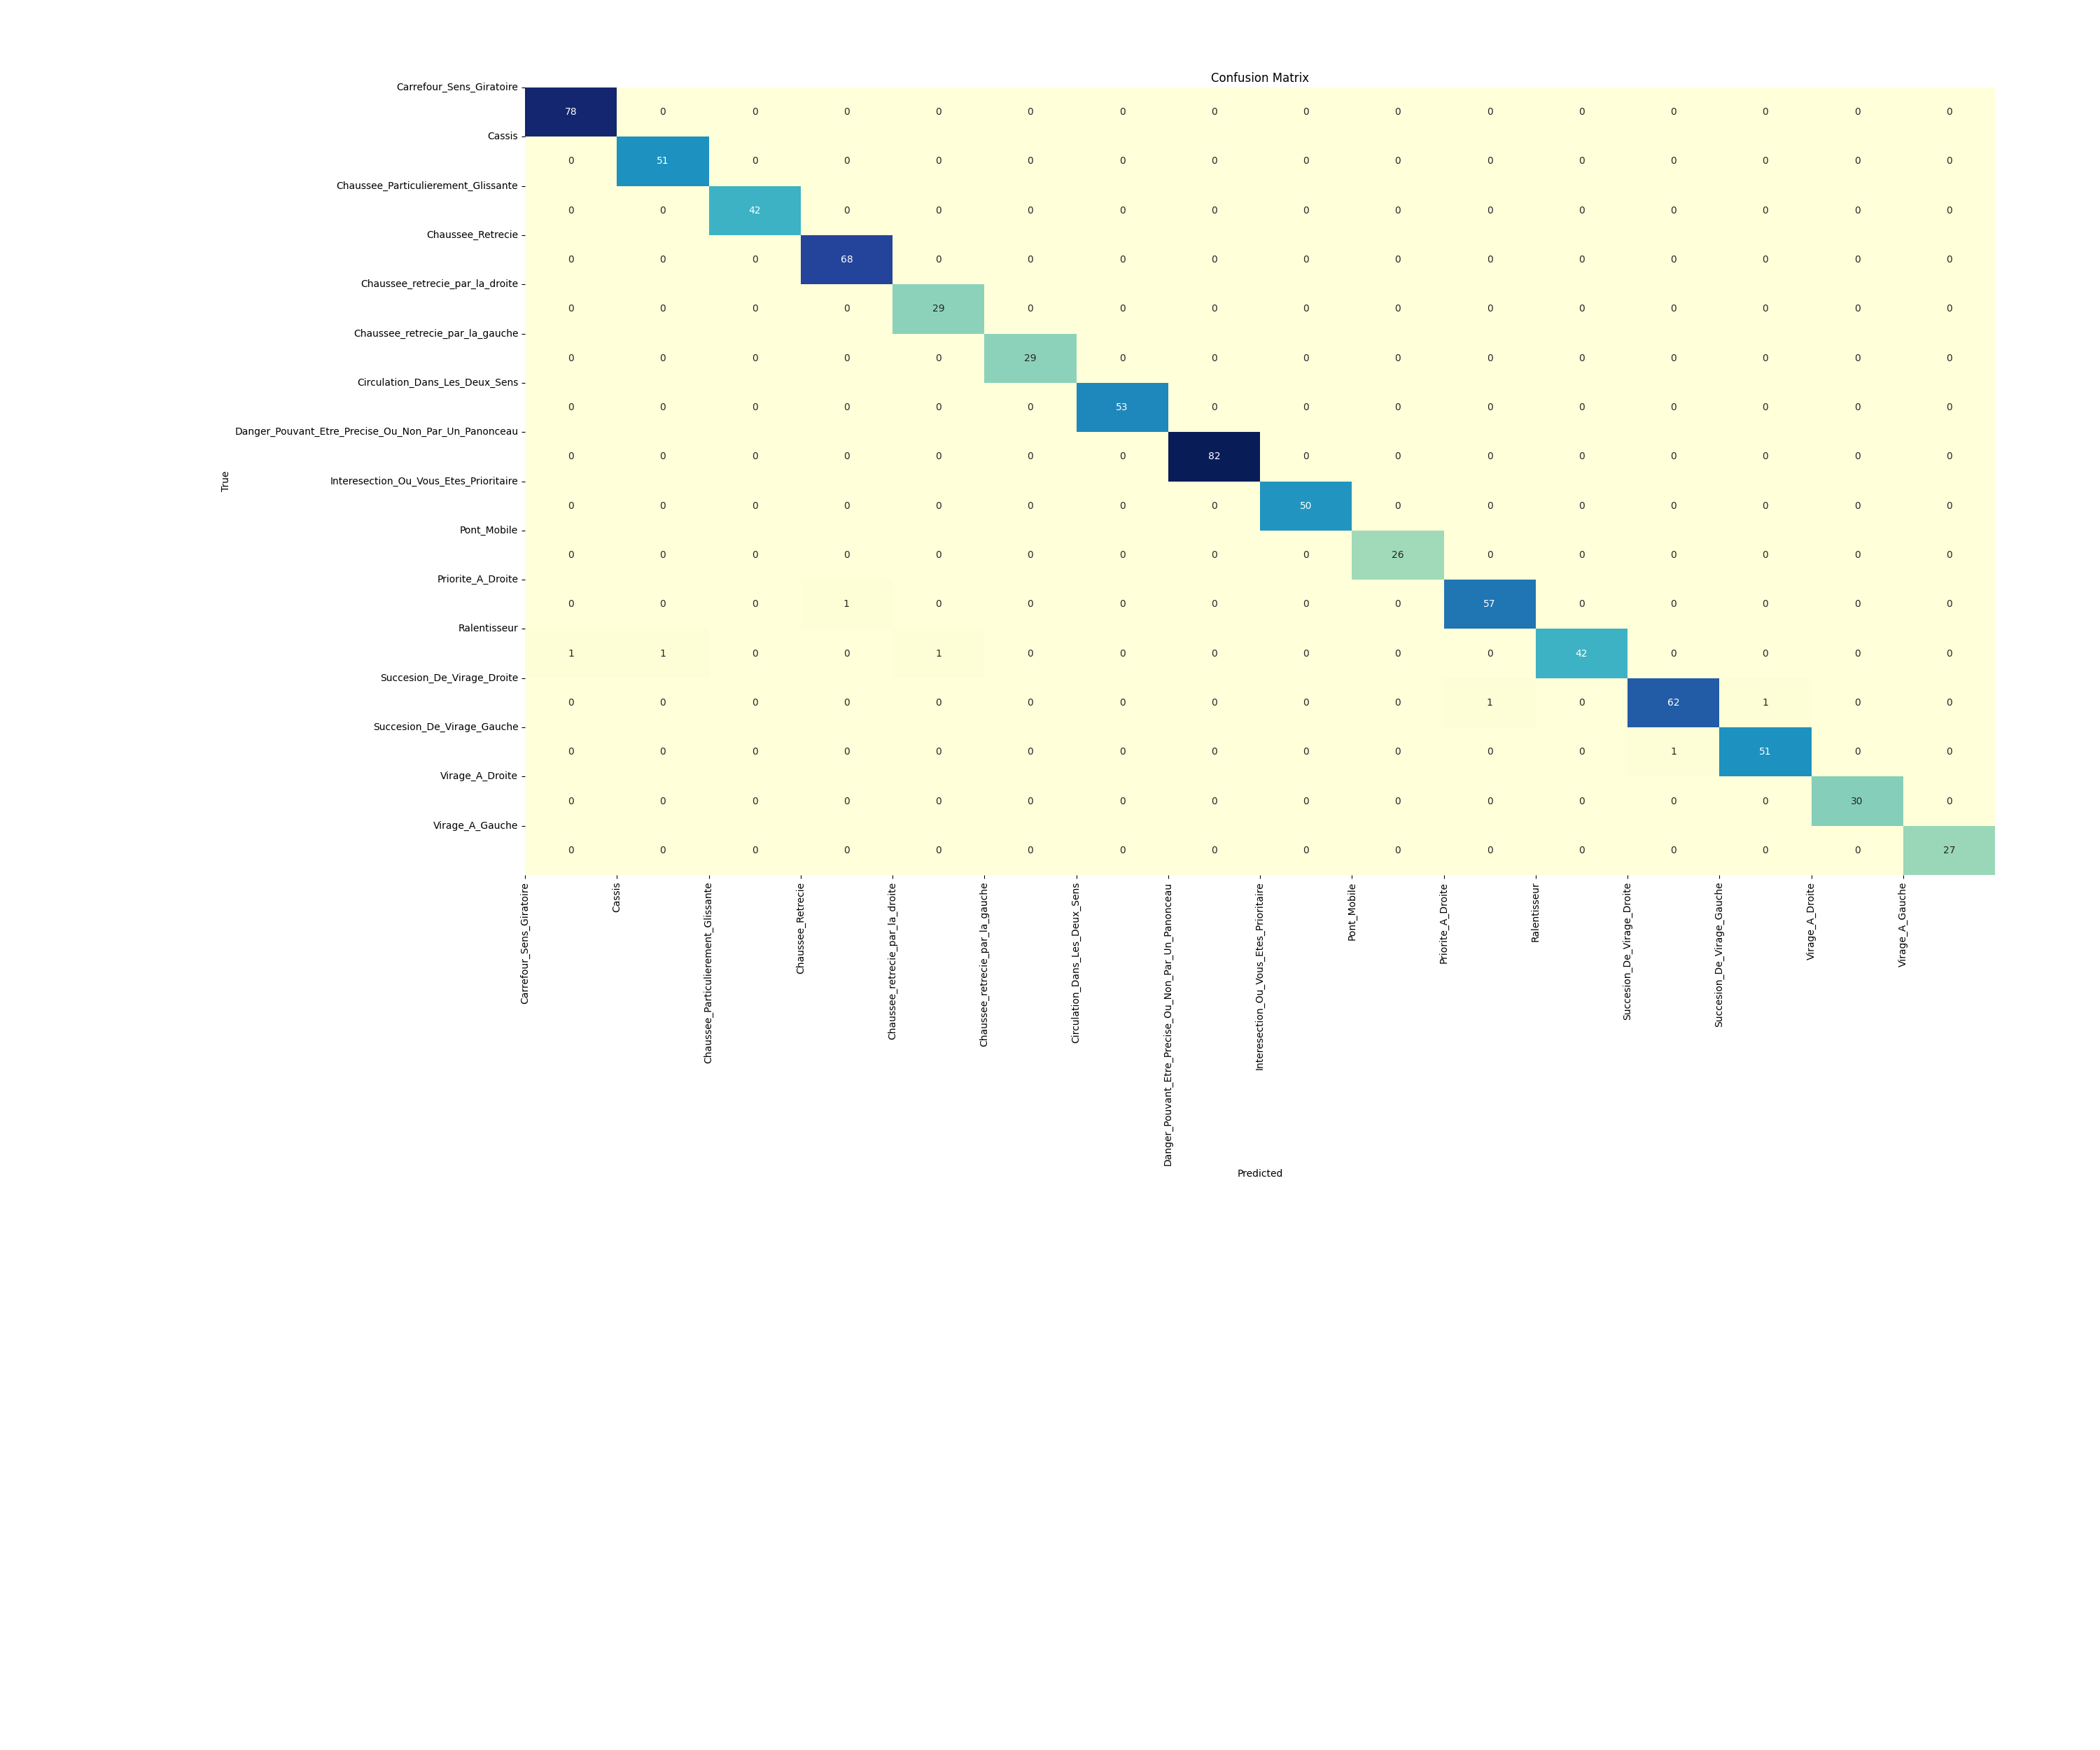 Confusion Matrix
Carrefour_Sens_Giratoire
78 0 0 0 0 0 0 0 0 0 0 0 0 0 0 0
Cassis
0 51 0 0 0 0 0 0 0 0 0 0 0 0 0 0
Chaussee_Particulierement_Glissante
0 0 42 0 0 0 0 0 0 0 0 0 0 0 0 0
Chaussee_Retrecie
0 0 0 68 0 0 0 0 0 0 0 0 0 0 0 0
Chaussee_retrecie_par_la_droite
0 0 0 0 29 0 0 0 0 0 0 0 0 0 0 0
Chaussee_retrecie_par_la_gauche
0 0 0 0 0 29 0 0 0 0 0 0 0 0 0 0
Circulation_Dans_Les_Deux_Sens
0 0 0 0 0 0 53 0 0 0 0 0 0 0 0 0
Danger_Pouvant_Etre_Precise_Ou_Non_Par_Un_Panonceau
0 0 0 0 0 0 0 82 0 0 0 0 0 0 0 0
True
Interesection_Ou_Vous_Etes_Prioritaire
0 0 0 0 0 0 0 0 50 0 0 0 0 0 0 0
Pont_Mobile
0 0 0 0 0 0 0 0 0 26 0 0 0 0 0 0
Priorite_A_Droite
0 0 0 1 0 0 0 0 0 0 57 0 0 0 0 0
Ralentisseur
1 1 0 0 1 0 0 0 0 0 0 42 0 0 0 0
Succesion_De_Virage_Droite
0 0 0 0 0 0 0 0 0 0 1 0 62 1 0 0
Succesion_De_Virage_Gauche
0 0 0 0 0 0 0 0 0 0 0 0 1 51 0 0
Virage_A_Droite
0 0 0 0 0 0 0 0 0 0 0 0 0 0 30 0
Virage_A_Gauche
0 0 0 0 0 0 0 0 0 0 0 0 0 0 0 27
Carrefour_Sens_Giratoire
Cassis
Chaussee_Particulierement_Glissante
Chaussee_Retrecie
Chaussee_retrecie_par_la_droite
Chaussee_retrecie_par_la_gauche
Circulation_Dans_Les_Deux_Sens
Danger_Pouvant_Etre_Precise_Ou_Non_Par_Un_Panonceau
Interesection_Ou_Vous_Etes_Prioritaire
Pont_Mobile
Priorite_A_Droite
Ralentisseur
Succesion_De_Virage_Droite
Succesion_De_Virage_Gauche
Virage_A_Droite
Virage_A_Gauche
Predicted